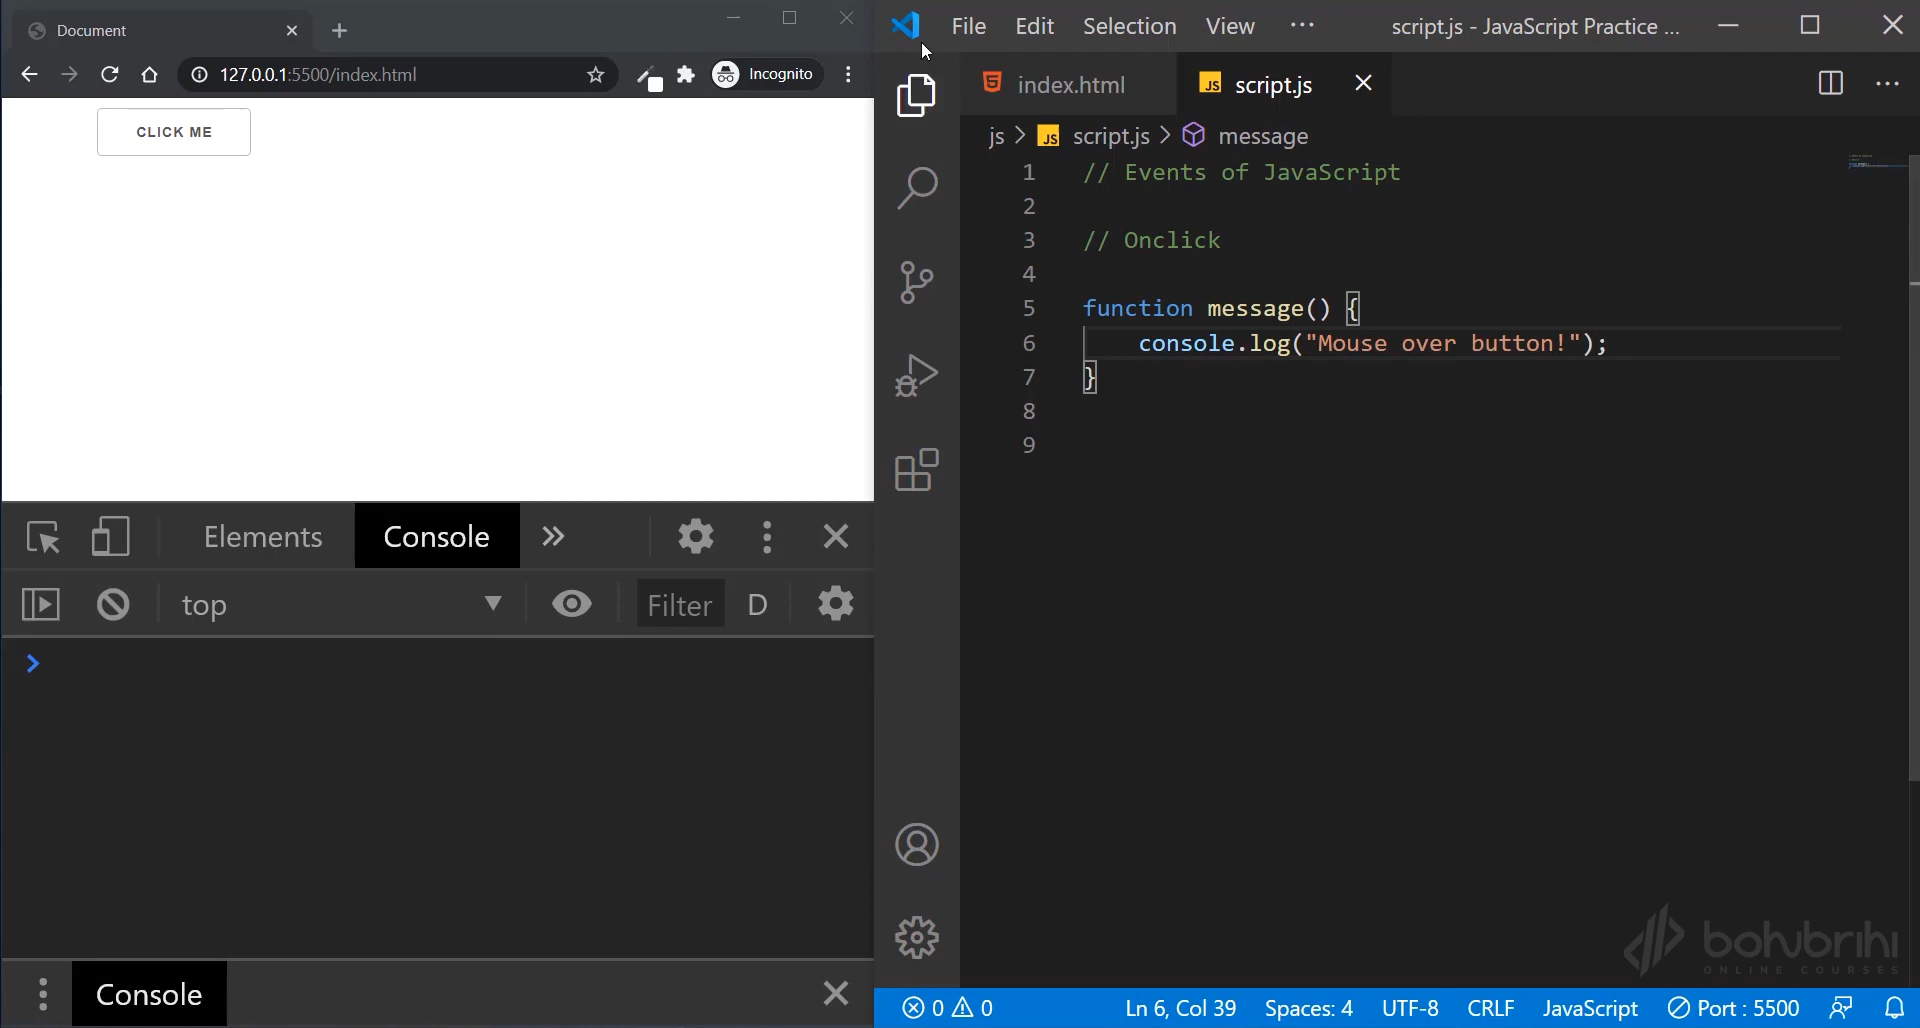 Document
127.0.0.1:5500/index.html
Incognito
CLICK ME
Elements
Console
top
Filter
D
Console
File Edit Selection View ··· script.js - JavaScript Practice ...
index.html
script.js
js > script.js > message
1 // Events of JavaScript
2
3 // Onclick
4
5 function message() {
6 console.log("Mouse over button!");
7 }
8
9
bohubrihi
ONLINE COURSES
0 0 Ln 6, Col 39 Spaces: 4 UTF-8 CRLF JavaScript Port : 5500